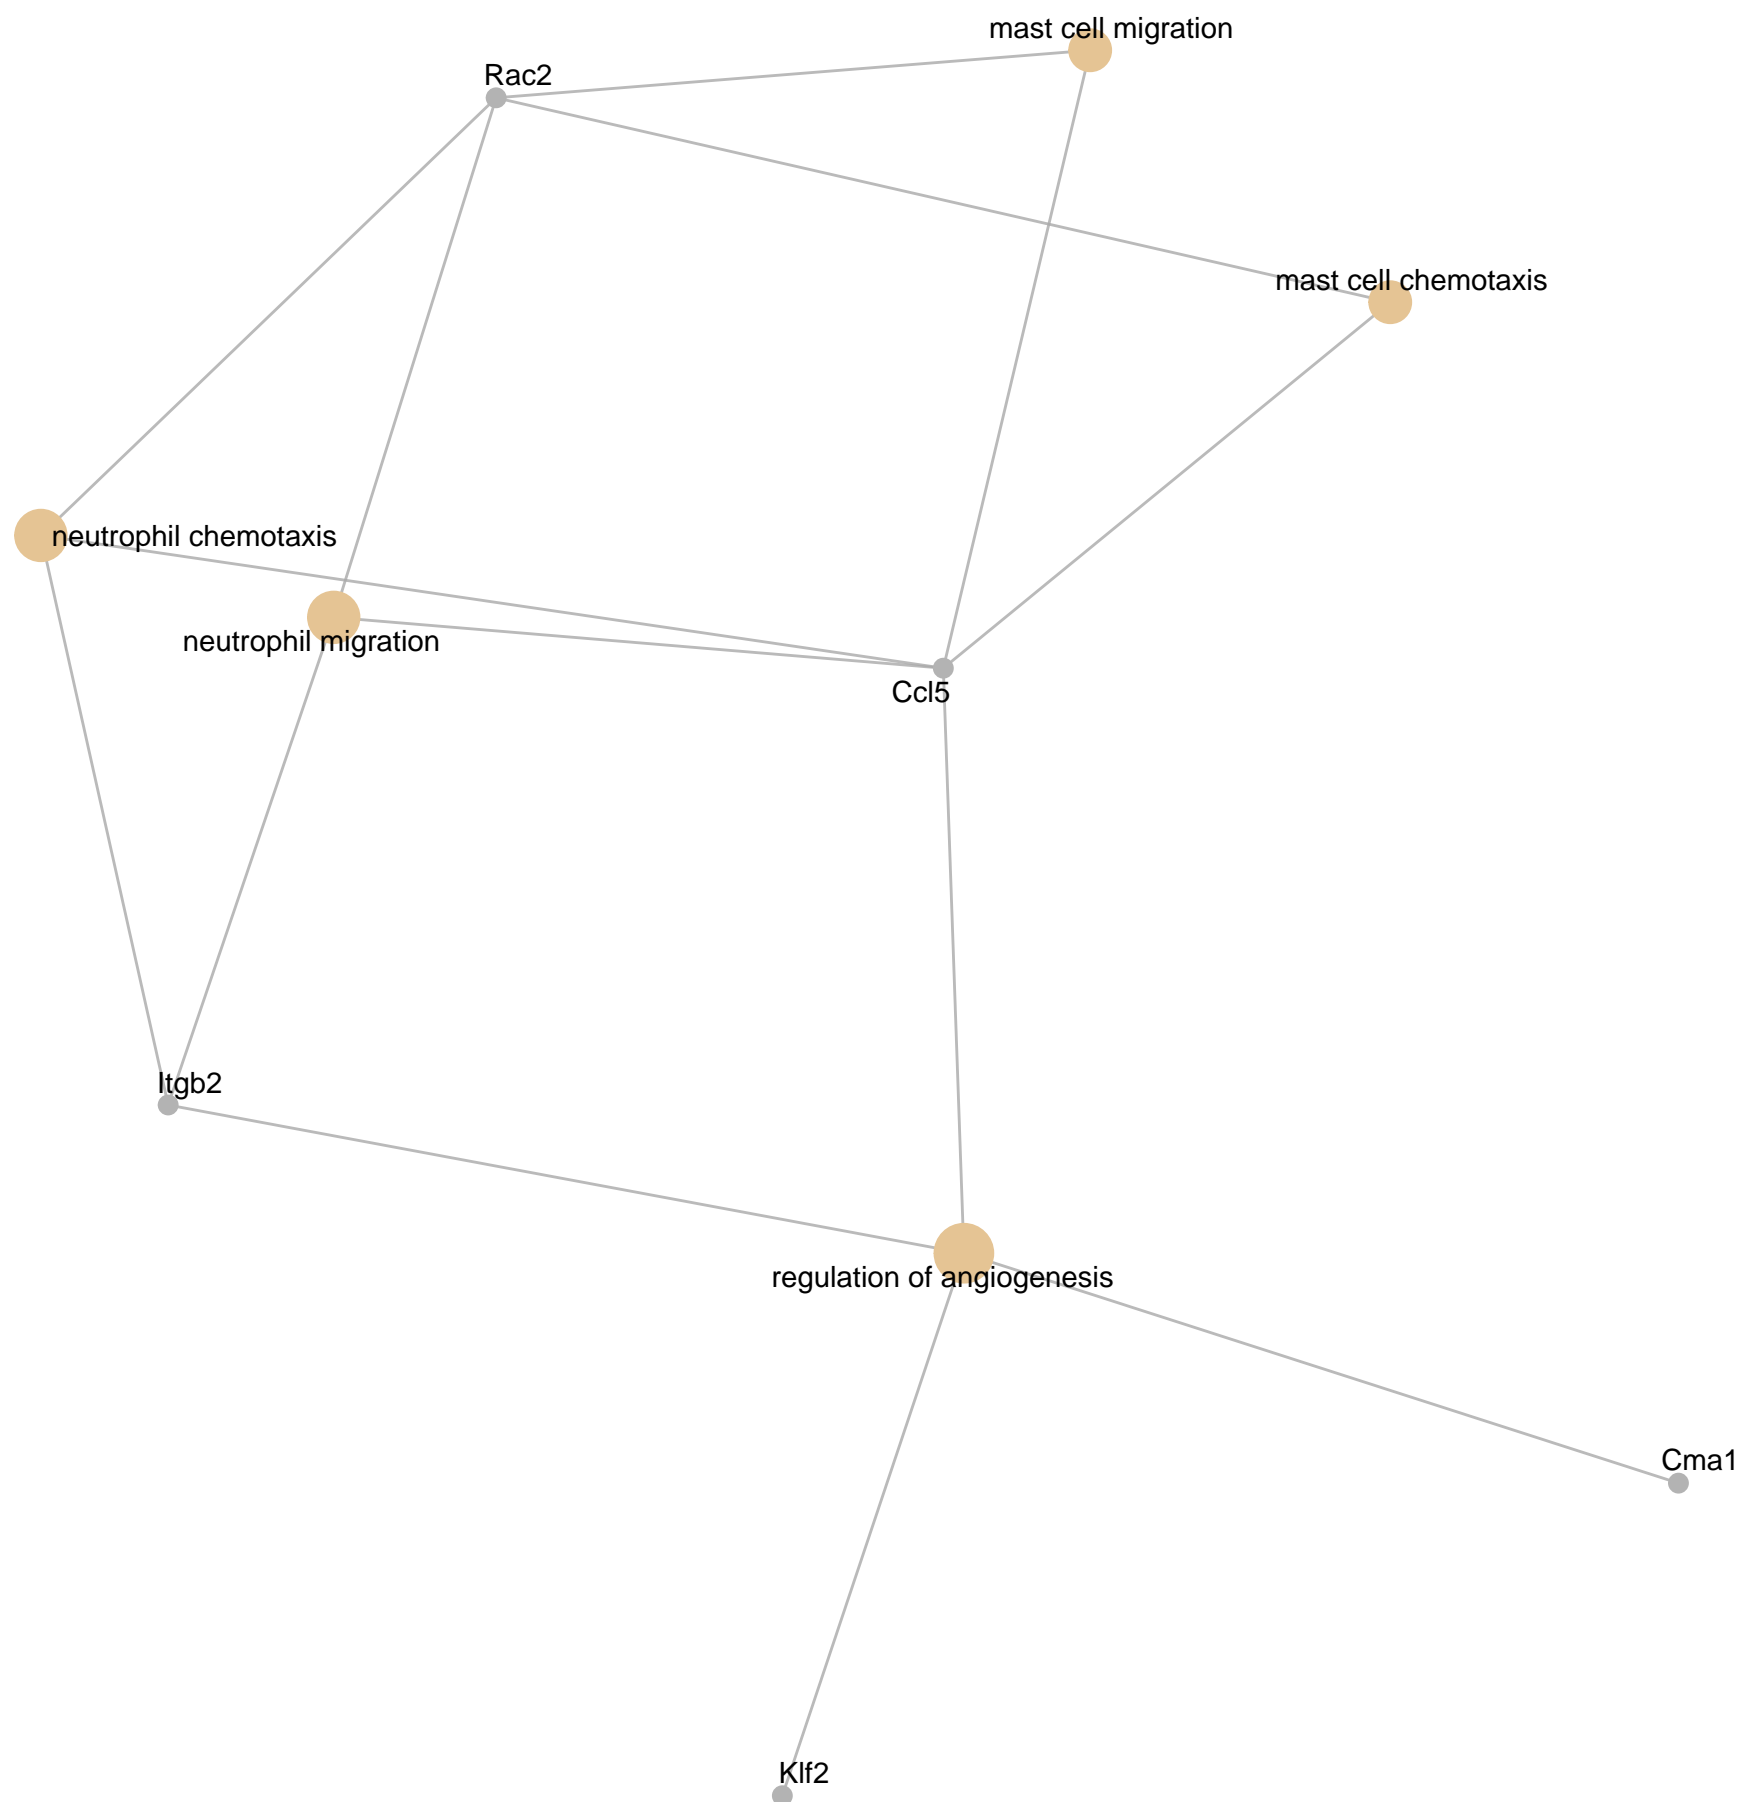 mast cell migration
Rac2
mast cell chemotaxis
neutrophil chemotaxis
neutrophil migration
Ccl5
Itgb2
regulation of angiogenesis
Cma1
Klf2